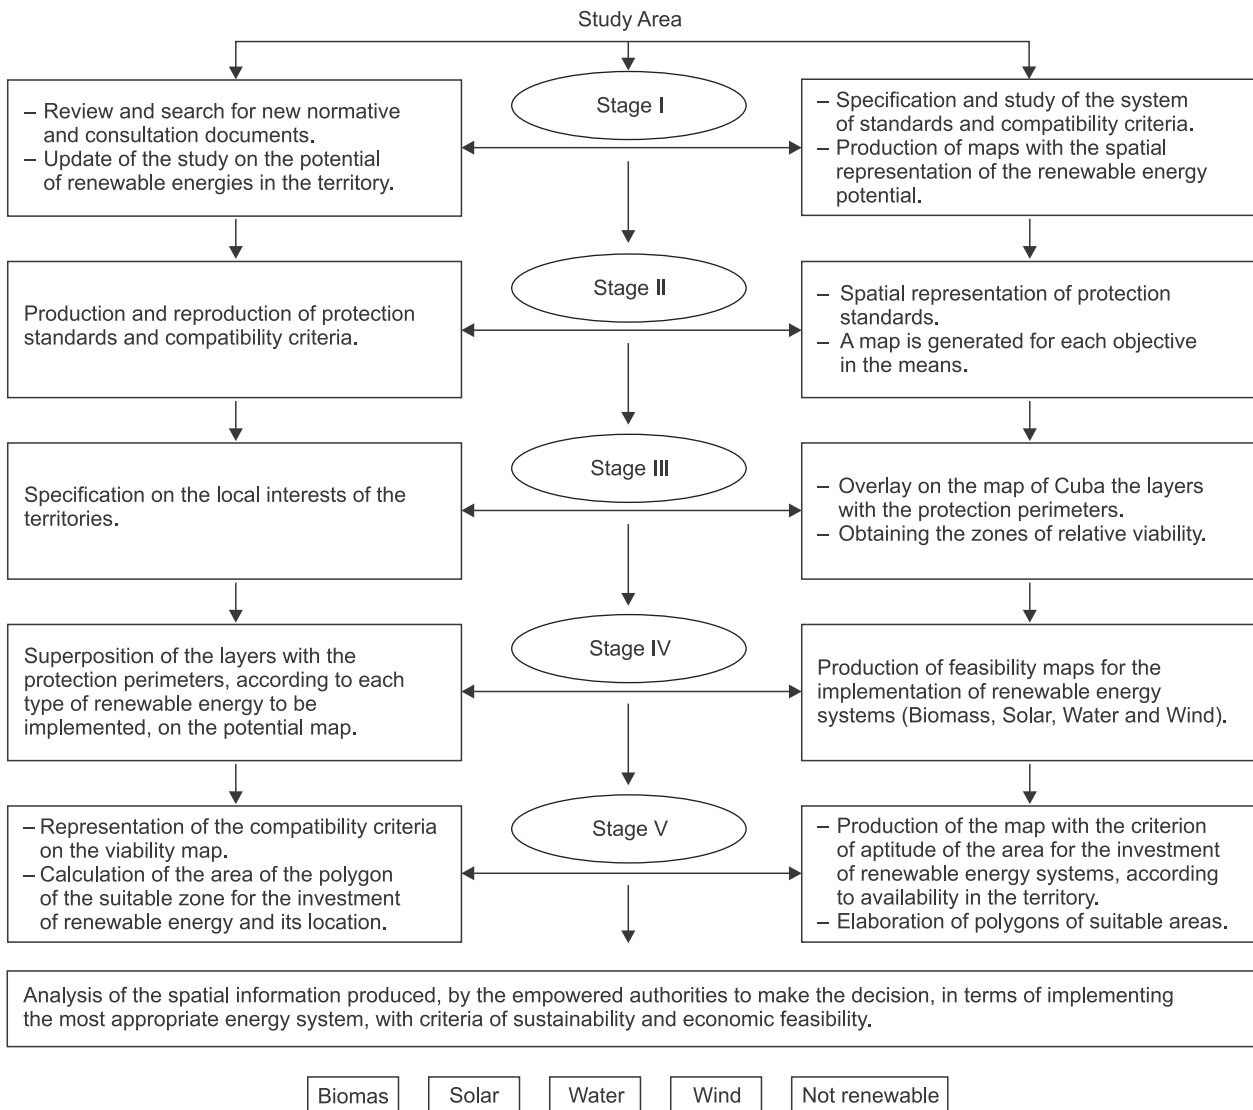 Study Area
Stage I
– Review and search for new normative
and consultation documents.
– Update of the study on the potential
of renewable energies in the territory.
– Specification and study of the system
of standards and compatibility criteria.
– Production of maps with the spatial
representation of the renewable energy
potential.
Stage II
Production and reproduction of protection
standards and compatibility criteria.
– Spatial representation of protection
standards.
– A map is generated for each objective
in the means.
Stage III
Specification on the local interests of the
territories.
– Overlay on the map of Cuba the layers
with the protection perimeters.
– Obtaining the zones of relative viability.
Stage IV
Superposition of the layers with the
protection perimeters, according to each
type of renewable energy to be
implemented, on the potential map.
Production of feasibility maps for the
implementation of renewable energy
systems (Biomass, Solar, Water and Wind).
Stage V
– Representation of the compatibility criteria
on the viability map.
– Calculation of the area of the polygon
of the suitable zone for the investment
of renewable energy and its location.
– Production of the map with the criterion
of aptitude of the area for the investment
of renewable energy systems, according
to availability in the territory.
– Elaboration of polygons of suitable areas.
Analysis of the spatial information produced, by the empowered authorities to make the decision, in terms of implementing
the most appropriate energy system, with criteria of sustainability and economic feasibility.
Biomas
Solar
Water
Wind
Not renewable